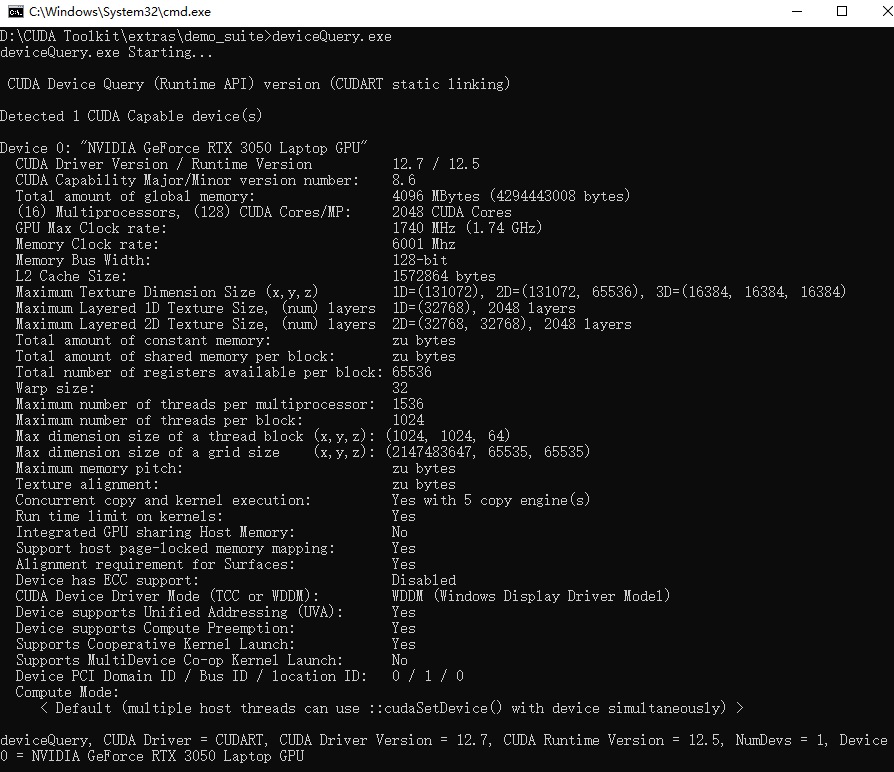 C:\Windows\System32\cmd.exe
D:\CUDA Toolkit\extras\demo_suite>deviceQuery.exe
deviceQuery.exe Starting...
CUDA Device Query (Runtime API) version (CUDART static linking)
Detected 1 CUDA Capable device(s)
Device 0: "NVIDIA GeForce RTX 3050 Laptop GPU"
CUDA Driver Version / Runtime Version 12.7 / 12.5
CUDA Capability Major/Minor version number: 8.6
Total amount of global memory: 4096 MBytes (4294443008 bytes)
(16) Multiprocessors, (128) CUDA Cores/MP: 2048 CUDA Cores
GPU Max Clock rate: 1740 MHz (1.74 GHz)
Memory Clock rate: 6001 Mhz
Memory Bus Width: 128-bit
L2 Cache Size: 1572864 bytes
Maximum Texture Dimension Size (x,y,z) 1D=(131072), 2D=(131072, 65536), 3D=(16384, 16384, 16384)
Maximum Layered 1D Texture Size, (num) layers 1D=(32768), 2048 layers
Maximum Layered 2D Texture Size, (num) layers 2D=(32768, 32768), 2048 layers
Total amount of constant memory: zu bytes
Total amount of shared memory per block: zu bytes
Total number of registers available per block: 65536
Warp size: 32
Maximum number of threads per multiprocessor: 1536
Maximum number of threads per block: 1024
Max dimension size of a thread block (x,y,z): (1024, 1024, 64)
Max dimension size of a grid size (x,y,z): (2147483647, 65535, 65535)
Maximum memory pitch: zu bytes
Texture alignment: zu bytes
Concurrent copy and kernel execution: Yes with 5 copy engine(s)
Run time limit on kernels: Yes
Integrated GPU sharing Host Memory: No
Support host page-locked memory mapping: Yes
Alignment requirement for Surfaces: Yes
Device has ECC support: Disabled
CUDA Device Driver Mode (TCC or WDDM): WDDM (Windows Display Driver Model)
Device supports Unified Addressing (UVA): Yes
Device supports Compute Preemption: Yes
Supports Cooperative Kernel Launch: Yes
Supports MultiDevice Co-op Kernel Launch: No
Device PCI Domain ID / Bus ID / location ID: 0 / 1 / 0
Compute Mode:
< Default (multiple host threads can use ::cudaSetDevice() with device simultaneously) >
deviceQuery, CUDA Driver = CUDART, CUDA Driver Version = 12.7, CUDA Runtime Version = 12.5, NumDevs = 1, Device
0 = NVIDIA GeForce RTX 3050 Laptop GPU